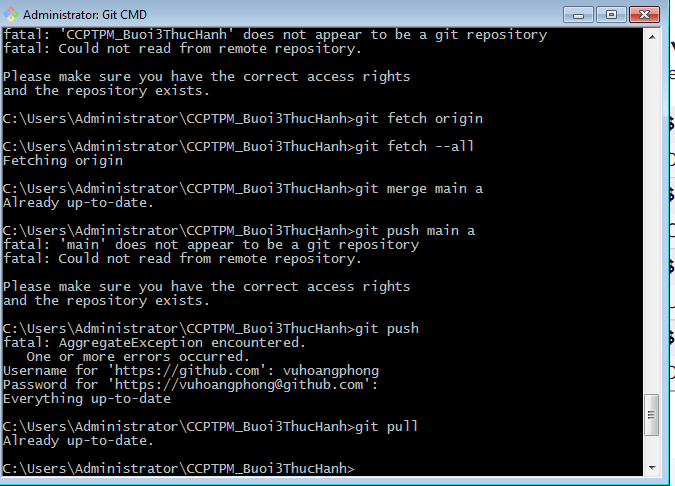 Administrator: Git CMD
fatal: 'CCPTPM_Buoi3ThucHanh' does not appear to be a git repository
fatal: Could not read from remote repository.
Please make sure you have the correct access rights
and the repository exists.
C:\Users\Administrator\CCPTPM_Buoi3ThucHanh>git fetch origin
C:\Users\Administrator\CCPTPM_Buoi3ThucHanh>git fetch --all
Fetching origin
C:\Users\Administrator\CCPTPM_Buoi3ThucHanh>git merge main a
Already up-to-date.
C:\Users\Administrator\CCPTPM_Buoi3ThucHanh>git push main a
fatal: 'main' does not appear to be a git repository
fatal: Could not read from remote repository.
Please make sure you have the correct access rights
and the repository exists.
C:\Users\Administrator\CCPTPM_Buoi3ThucHanh>git push
fatal: AggregateException encountered.
One or more errors occurred.
Username for 'https://github.com': vuhoangphong
Password for 'https://vuhoangphong@github.com':
Everything up-to-date
C:\Users\Administrator\CCPTPM_Buoi3ThucHanh>git pull
Already up-to-date.
C:\Users\Administrator\CCPTPM_Buoi3ThucHanh>